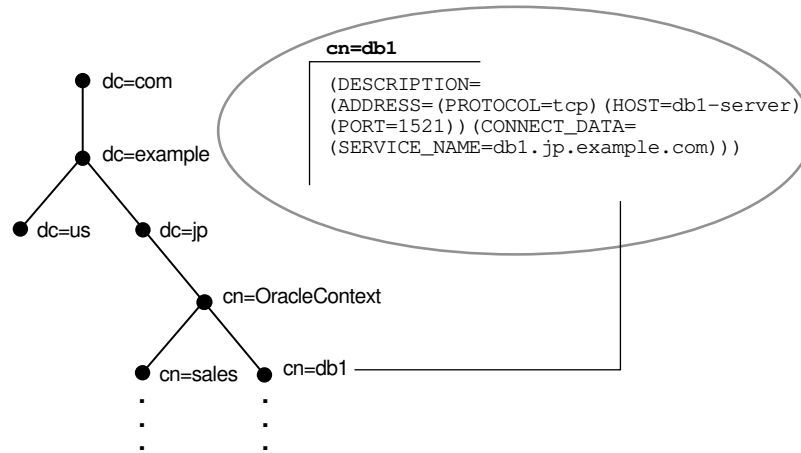 cn=db1
(DESCRIPTION=
(ADDRESS=(PROTOCOL=tcp)(HOST=db1-server)
(PORT=1521))(CONNECT_DATA=
(SERVICE_NAME=db1.jp.example.com)))
dc=com
dc=example
dc=us
dc=jp
cn=OracleContext
cn=sales
cn=db1